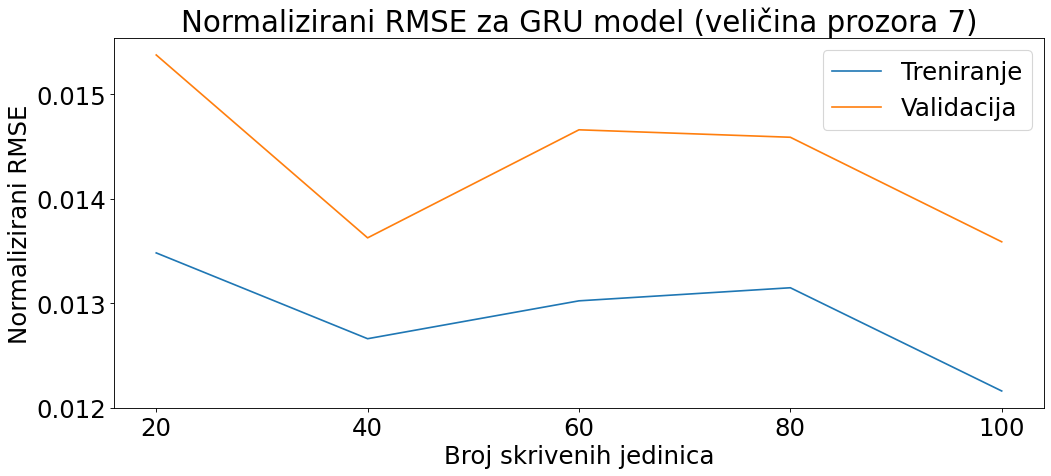 Normalizirani RMSE za GRU model (veličina prozora 7)
Treniranje
Validacija
Normalizirani RMSE
0.015
0.014
0.013
0.012
20 40 60 80 100
Broj skrivenih jedinica